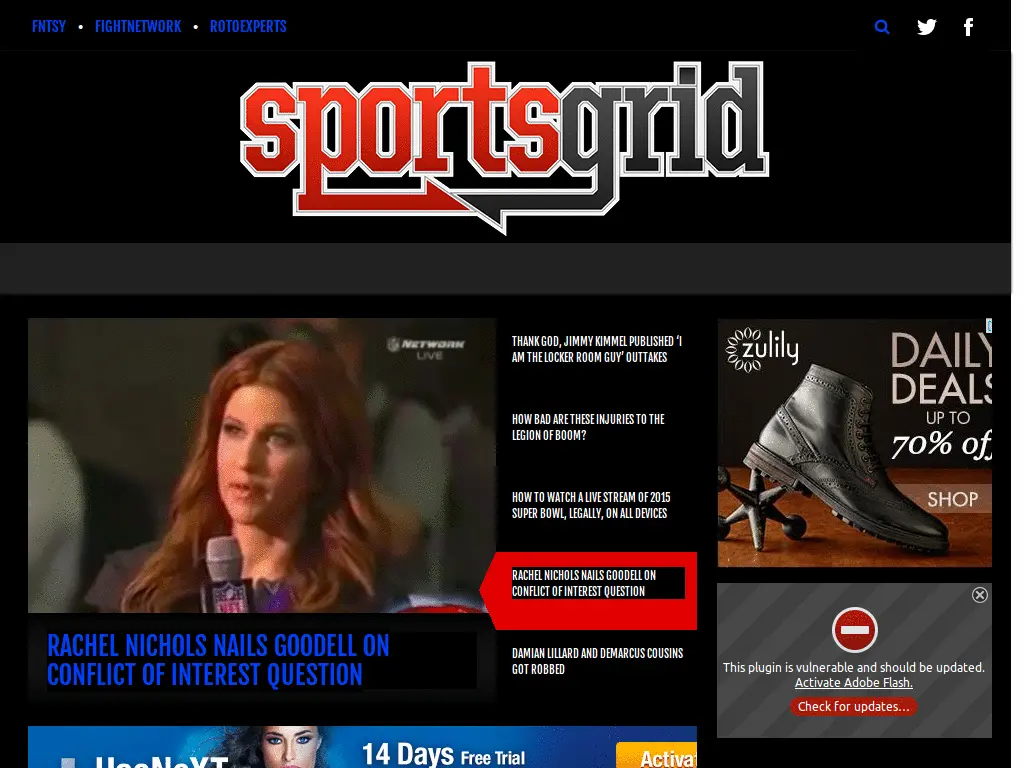 FNTSY • FIGHTNETWORK • ROTOEXPERTS
sportsgrid
NETWORK
LIVE
NFL
RACHEL NICHOLS NAILS GOODELL ON
CONFLICT OF INTEREST QUESTION
THANK GOD, JIMMY KIMMEL PUBLISHED 'I
AM THE LOCKER ROOM GUY' OUTTAKES
HOW BAD ARE THESE INJURIES TO THE
LEGION OF BOOM?
HOW TO WATCH A LIVE STREAM OF 2015
SUPER BOWL, LEGALLY, ON ALL DEVICES
RACHEL NICHOLS NAILS GOODELL ON
CONFLICT OF INTEREST QUESTION
DAMIAN LILLARD AND DEMARCUS COUSINS
GOT ROBBED
zulily
DAILY
DEALS
UP TO
70% off
SHOP
This plugin is vulnerable and should be updated.
Activate Adobe Flash.
Check for updates...
14 Days Free Trial
Activa